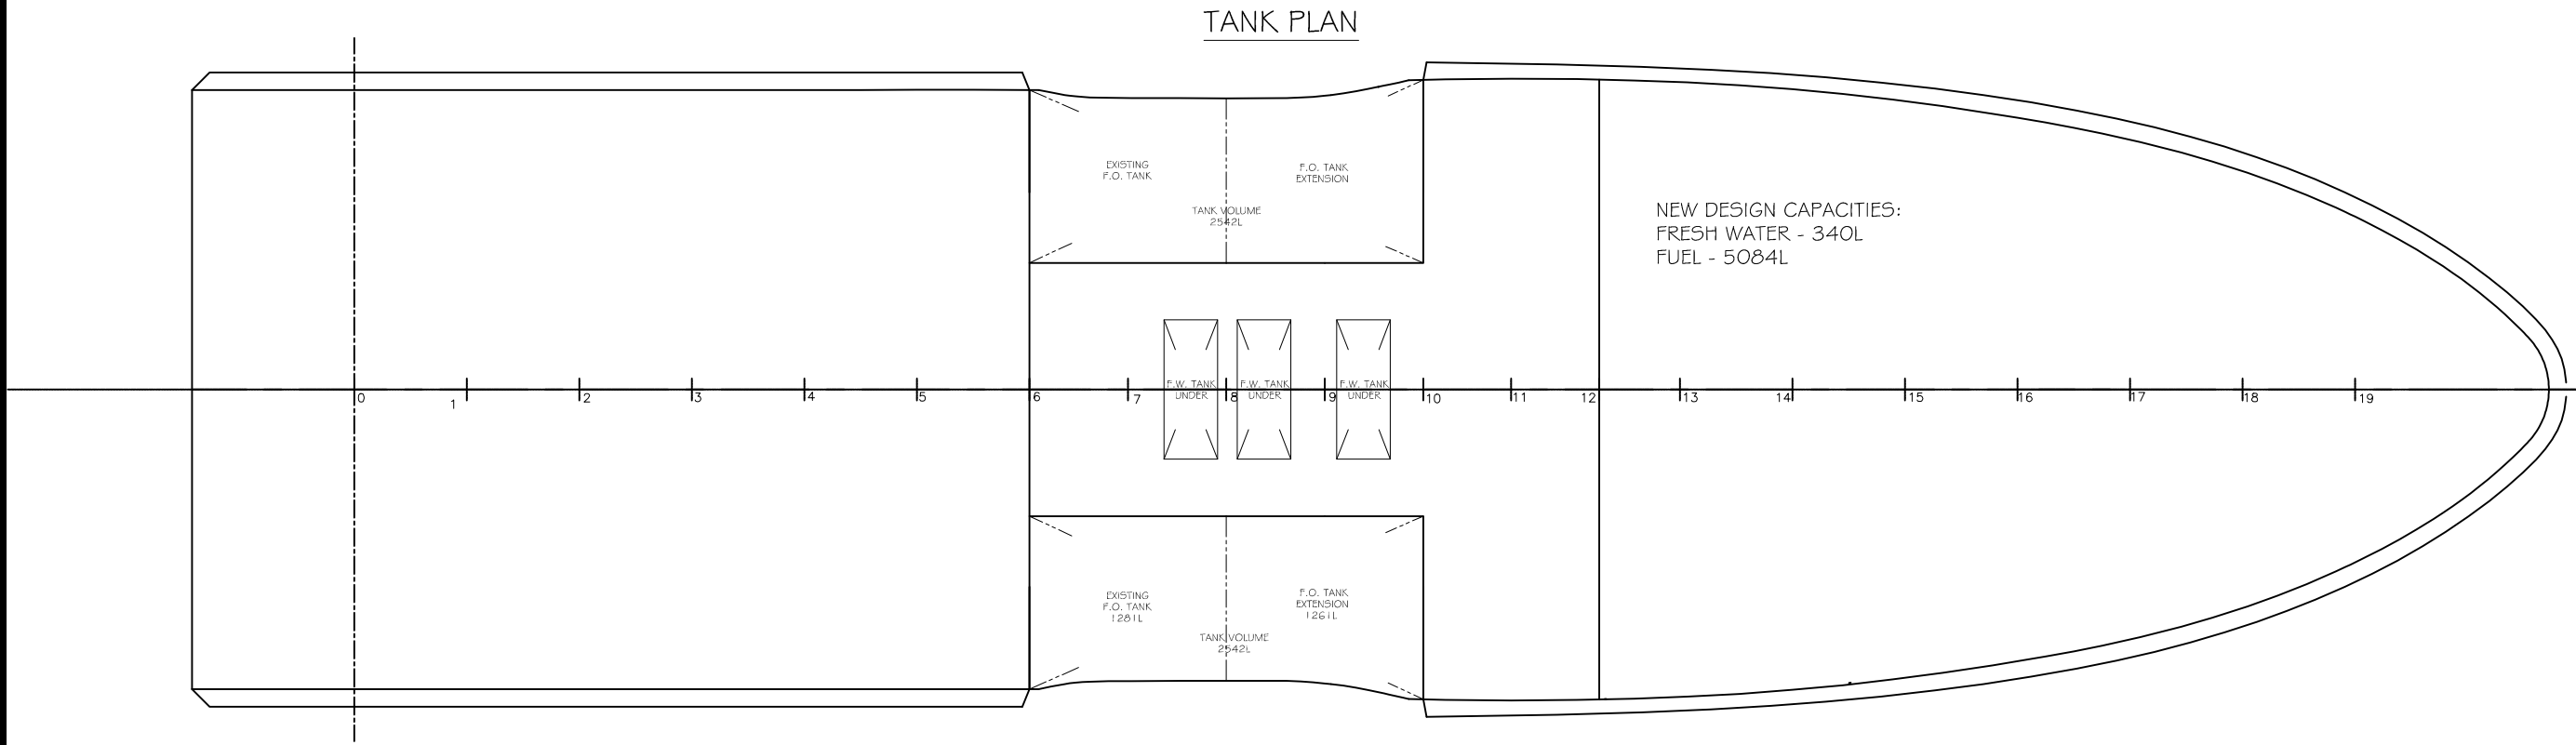 TANK PLAN
EXISTING
F.O. TANK
F.O. TANK
EXTENSION
TANK VOLUME
2542L
NEW DESIGN CAPACITIES:
FRESH WATER - 340L
FUEL - 5084L
F.W. TANK
UNDER
F.W. TANK
UNDER
F.W. TANK
UNDER
0 1 2 3 4 5 6 7 8 9 10 11 12 13 14 15 16 17 18 19
EXISTING
F.O. TANK
1281L
F.O. TANK
EXTENSION
1261L
TANK VOLUME
2542L